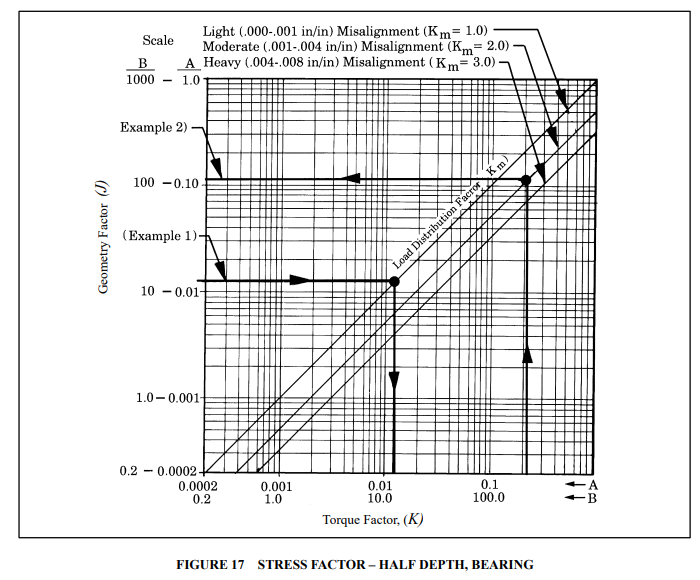 Light (.000-.001 in/in) Misalignment (Km= 1.0)
Scale
Moderate (.001-.004 in/in) Misalignment (Km= 2.0)
B A Heavy (.004-.008 in/in) Misalignment ( Km= 3.0)
1000 – 1.0
Example 2)
100 – 0.10
Load Distribution Facror Km)
Geometry Factor (J)
(Example 1)
10 – 0.01
1.0 – 0.001
0.2 – 0.0002
0.0002 0.001 0.01 0.1 A
0.2 1.0 10.0 100.0 B
Torque Factor, (K)
FIGURE 17 STRESS FACTOR – HALF DEPTH, BEARING